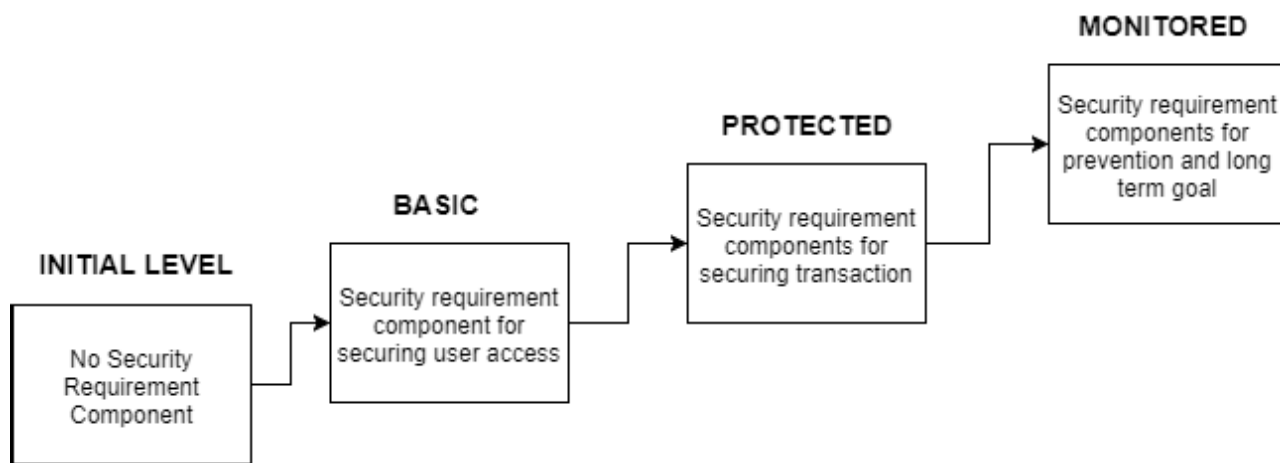 INITIAL LEVEL
No Security
Requirement
Component
BASIC
Security requirement
component for
securing user access
PROTECTED
Security requirement
components for
securing transaction
MONITORED
Security requirement
components for
prevention and long
term goal